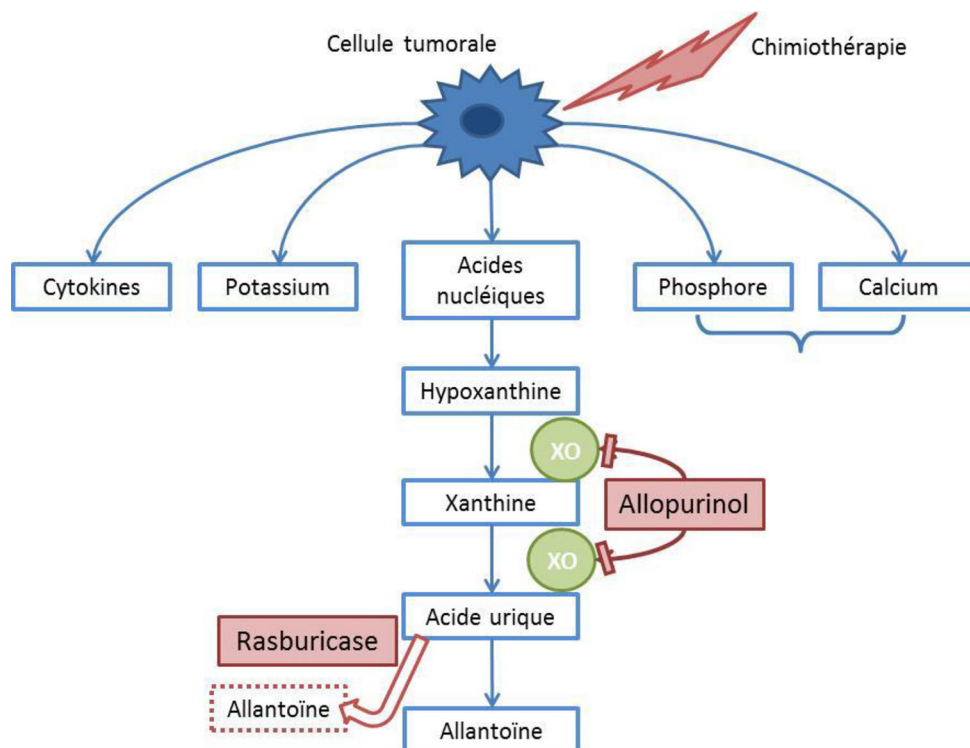 Cellule tumorale
Chimiothérapie
Cytokines
Potassium
Acides
nucléiques
Phosphore
Calcium
Hypoxanthine
XO
Xanthine
Allopurinol
XO
Acide urique
Rasburicase
Allantoïne
Allantoïne